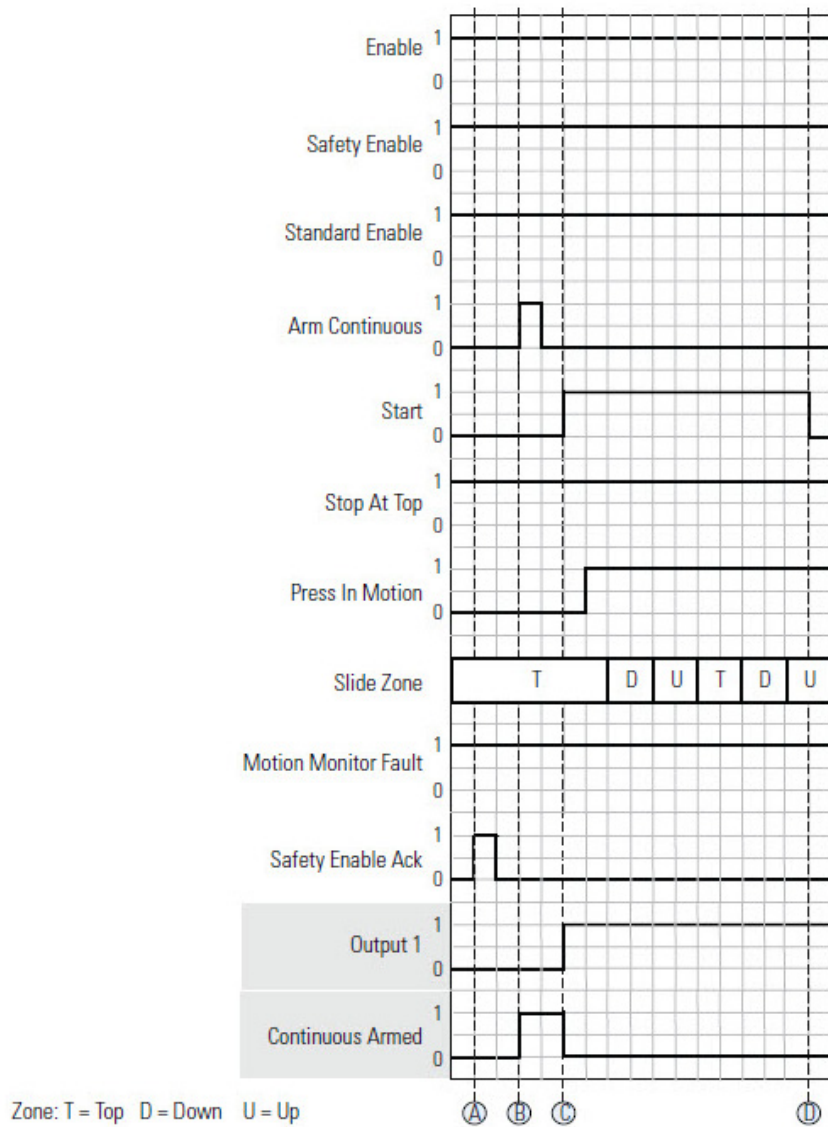 Enable 1
0
Safety Enable 1
0
Standard Enable 1
0
Arm Continuous 1
0
Start 1
0
Stop At Top 1
0
Press In Motion 1
0
Slide Zone T D U T D U
Motion Monitor Fault 1
0
Safety Enable Ack 1
0
Output 1 1
0
Continuous Armed 1
0
Zone: T = Top D = Down U = Up A B C D